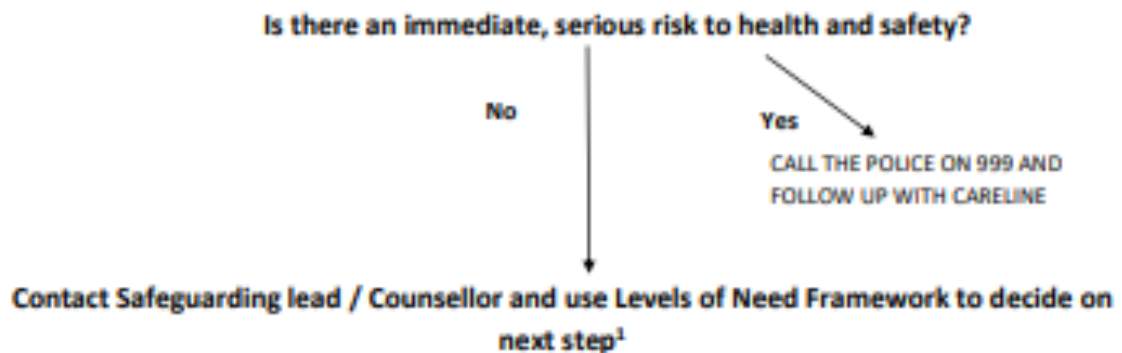 Is there an immediate, serious risk to health and safety?
No
Yes
CALL THE POLICE ON 999 AND
FOLLOW UP WITH CARELINE
Contact Safeguarding lead / Counsellor and use Levels of Need Framework to decide on
next step¹